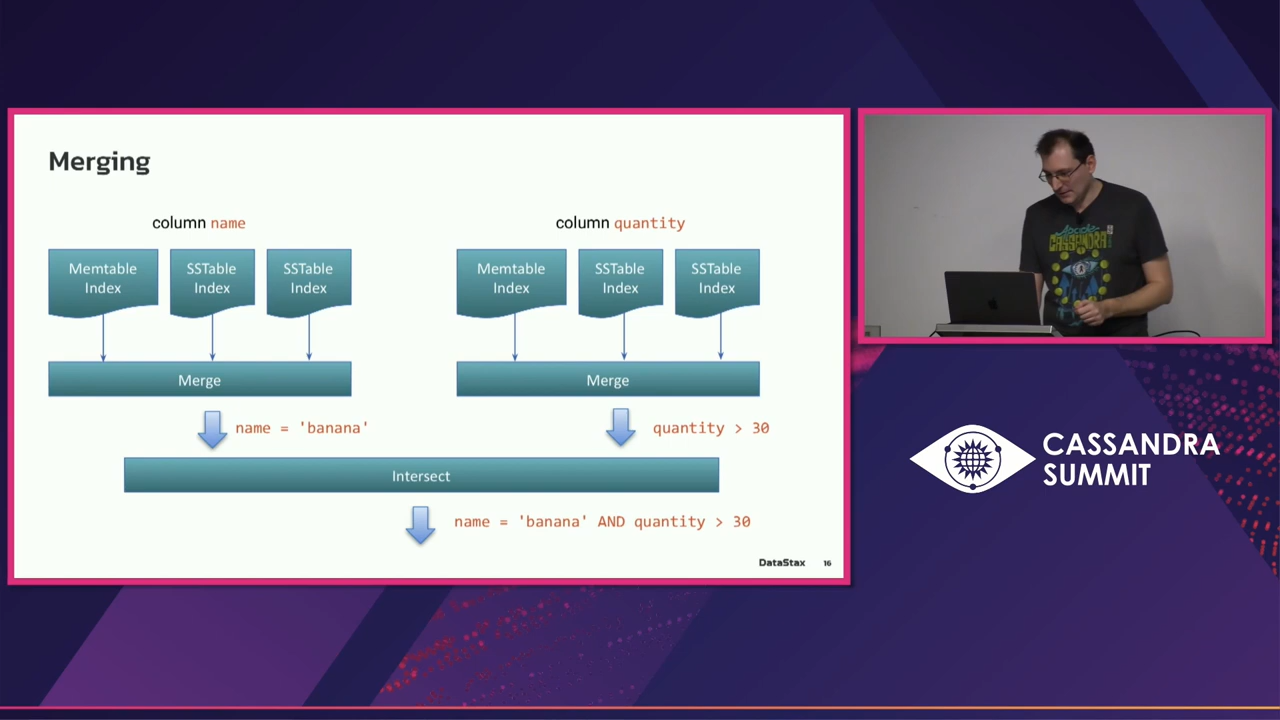 Merging
column name
column quantity
Memtable
Index
SSTable
Index
SSTable
Index
Memtable
Index
SSTable
Index
SSTable
Index
Merge
Merge
name = 'banana'
quantity > 30
Intersect
name = 'banana' AND quantity > 30
DataStax 16
CASSANDRA
SUMMIT